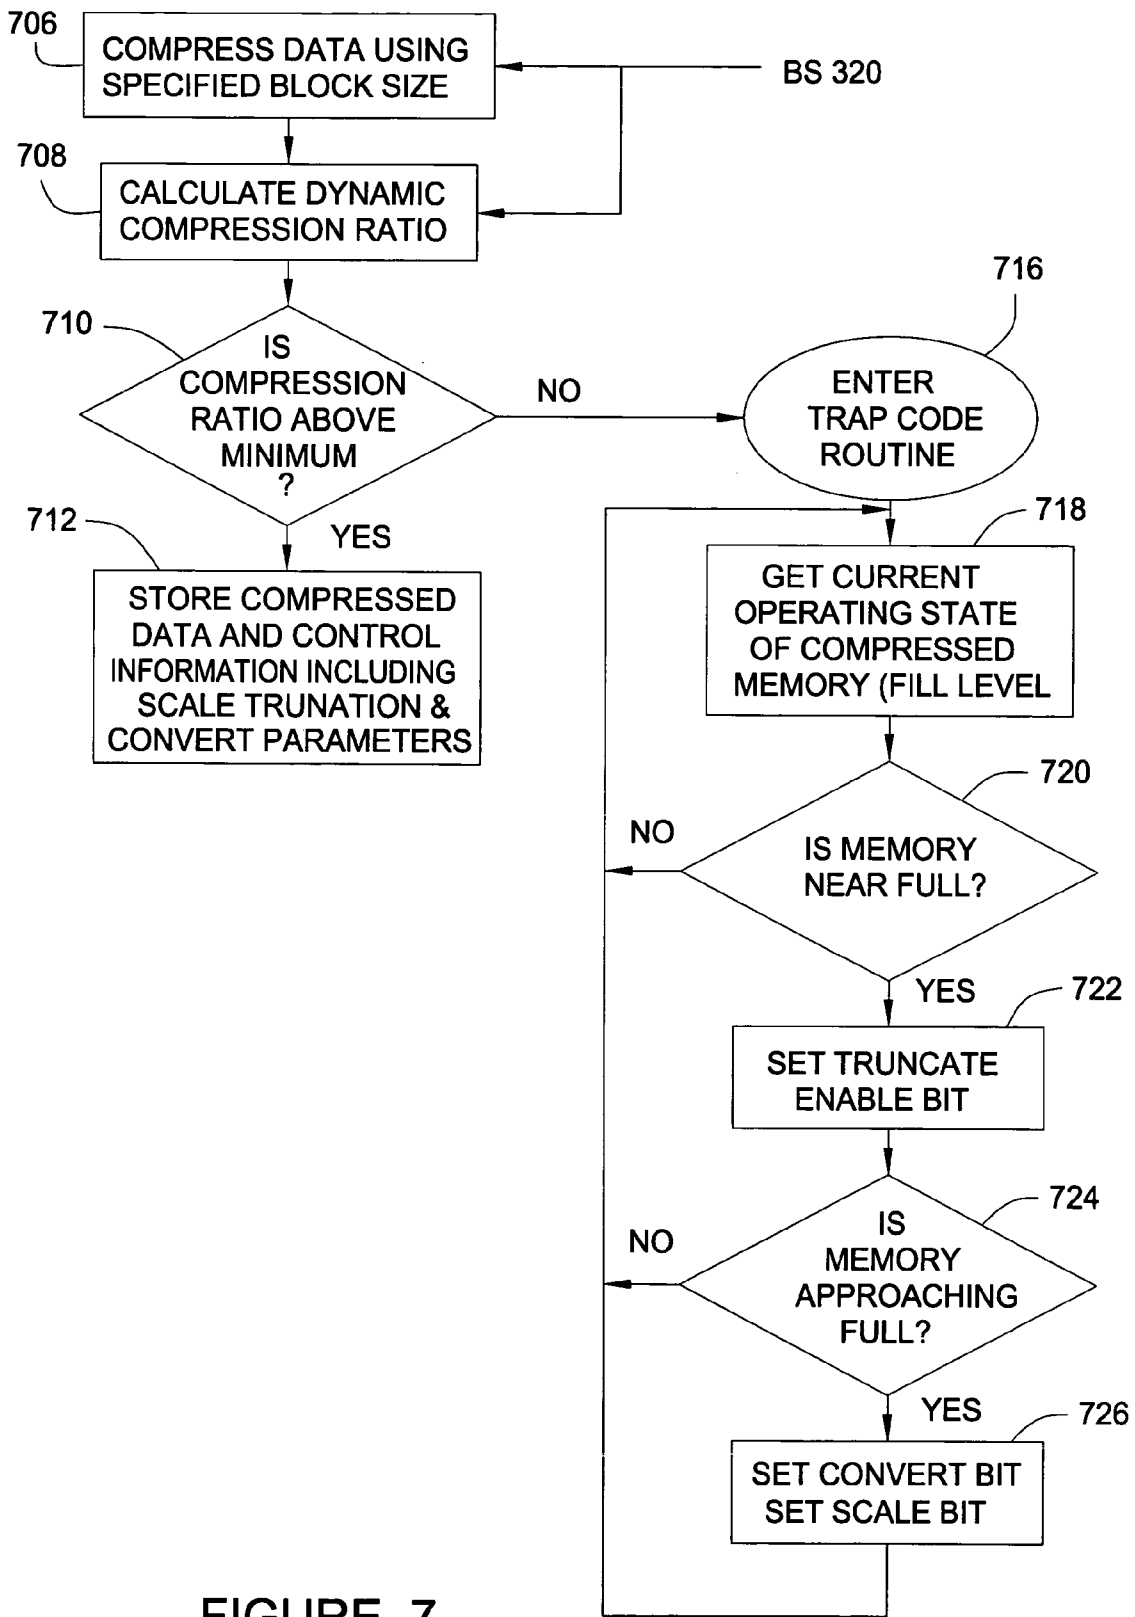 706
COMPRESS DATA USING
SPECIFIED BLOCK SIZE
BS 320
708
CALCULATE DYNAMIC
COMPRESSION RATIO
710
IS
COMPRESSION
RATIO ABOVE
MINIMUM
?
NO
YES
712
STORE COMPRESSED
DATA AND CONTROL
INFORMATION INCLUDING
SCALE TRUNATION &
CONVERT PARAMETERS
716
ENTER
TRAP CODE
ROUTINE
718
GET CURRENT
OPERATING STATE
OF COMPRESSED
MEMORY (FILL LEVEL
720
IS MEMORY
NEAR FULL?
NO
YES
722
SET TRUNCATE
ENABLE BIT
724
IS
MEMORY
APPROACHING
FULL?
NO
YES
726
SET CONVERT BIT
SET SCALE BIT
FIGURE 7